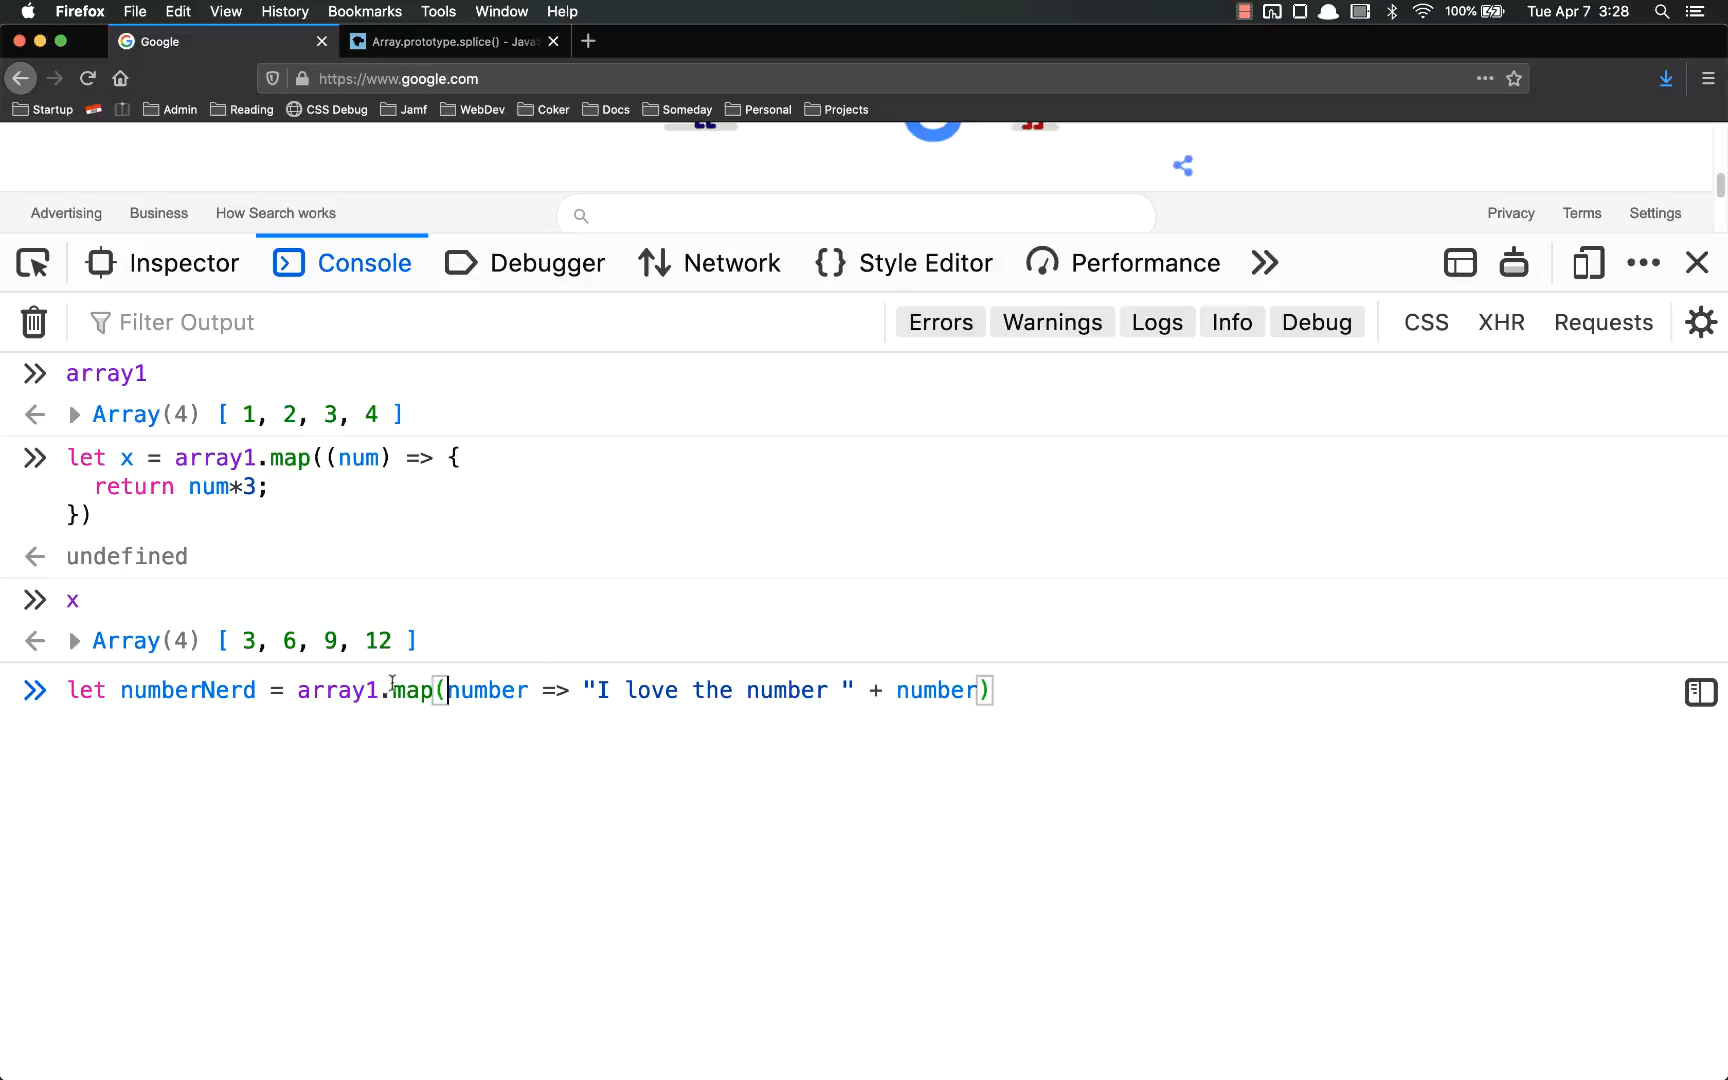 Firefox File Edit View History Bookmarks Tools Window Help 100% Tue Apr 7 3:28
Google Array.prototype.splice() - Java
https://www.google.com
Startup Admin Reading CSS Debug Jamf WebDev Coker Docs Someday Personal Projects
Advertising Business How Search works Privacy Terms Settings
Inspector Console Debugger Network Style Editor Performance
Filter Output Errors Warnings Logs Info Debug CSS XHR Requests
array1
Array(4) [ 1, 2, 3, 4 ]
let x = array1.map((num) => {
return num*3;
})
undefined
x
Array(4) [ 3, 6, 9, 12 ]
let numberNerd = array1.map(number => "I love the number " + number)